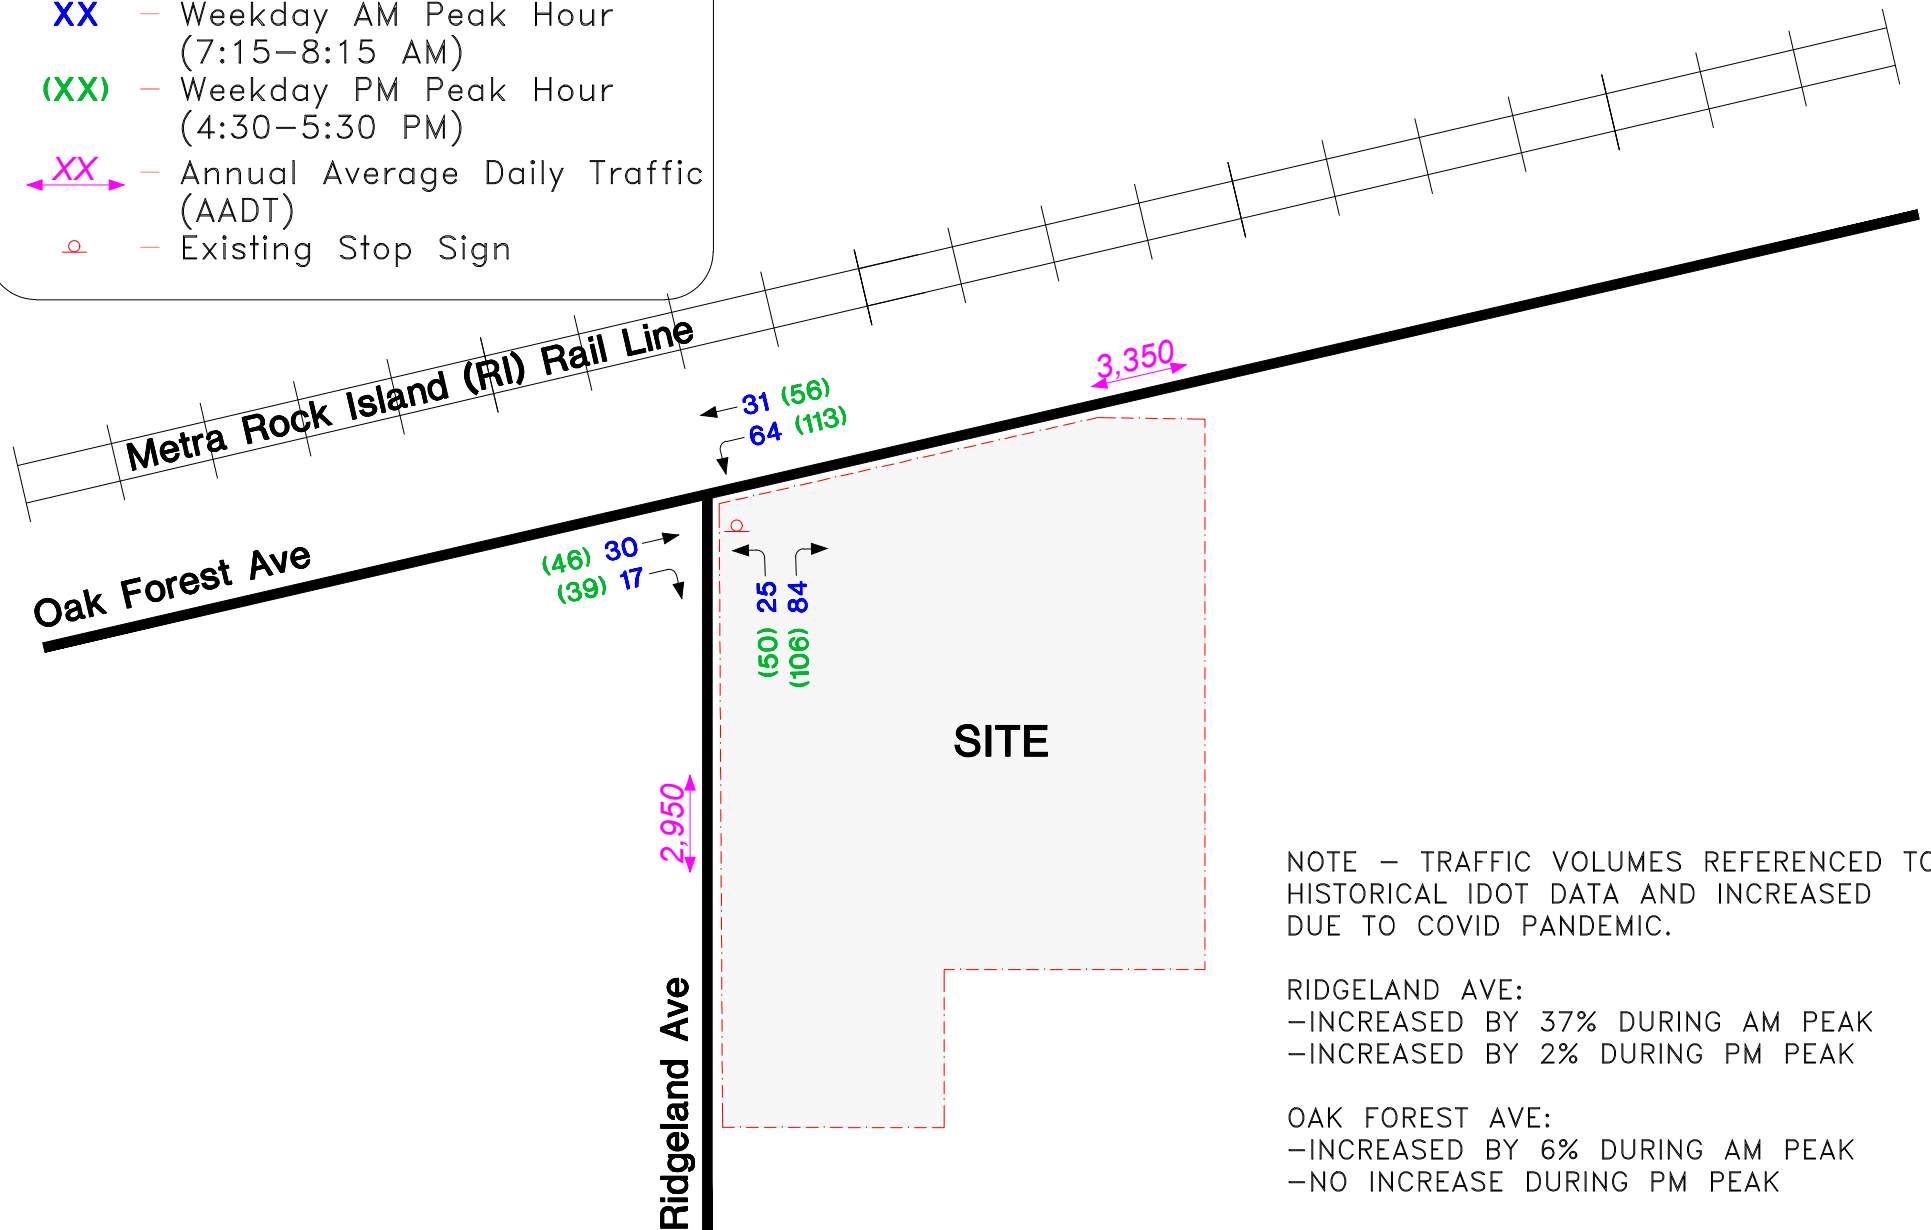 XX – Weekday AM Peak Hour
(7:15–8:15 AM)
(XX) – Weekday PM Peak Hour
(4:30–5:30 PM)
XX – Annual Average Daily Traffic
(AADT)
– Existing Stop Sign
Metra Rock Island (RI) Rail Line
3,350
31 (56)
64 (113)
Oak Forest Ave
(46) 30
(39) 17
(50) 25
(106) 84
SITE
2,950
Ridgeland Ave
NOTE – TRAFFIC VOLUMES REFERENCED TO
HISTORICAL IDOT DATA AND INCREASED
DUE TO COVID PANDEMIC.
RIDGELAND AVE:
–INCREASED BY 37% DURING AM PEAK
–INCREASED BY 2% DURING PM PEAK
OAK FOREST AVE:
–INCREASED BY 6% DURING AM PEAK
–NO INCREASE DURING PM PEAK